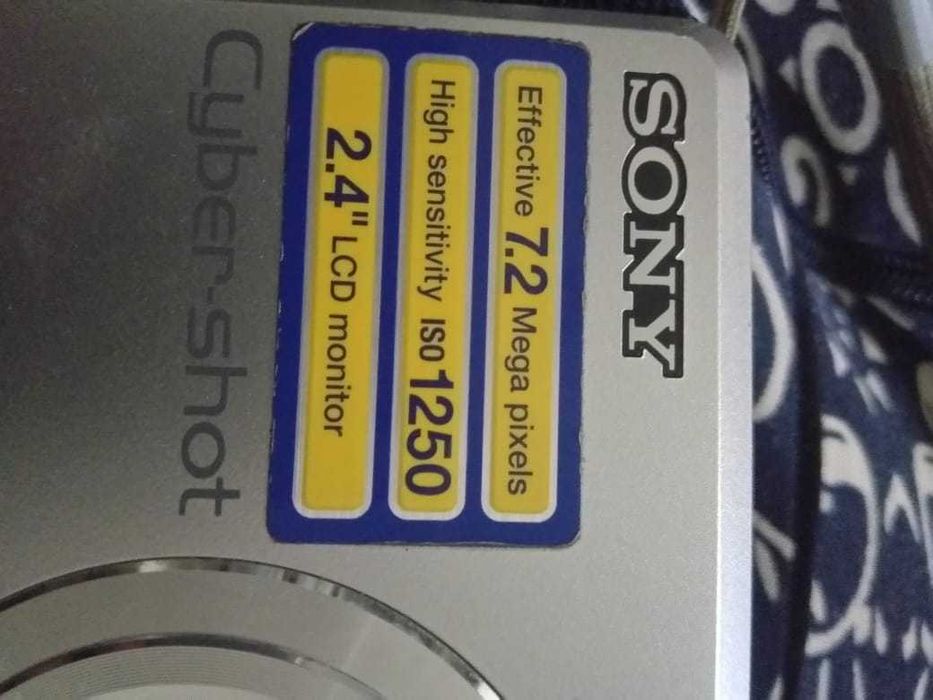 SONY
Effective 7.2 Mega pixels
High sensitivity ISO 1250
2.4" LCD monitor
Cyber-shot